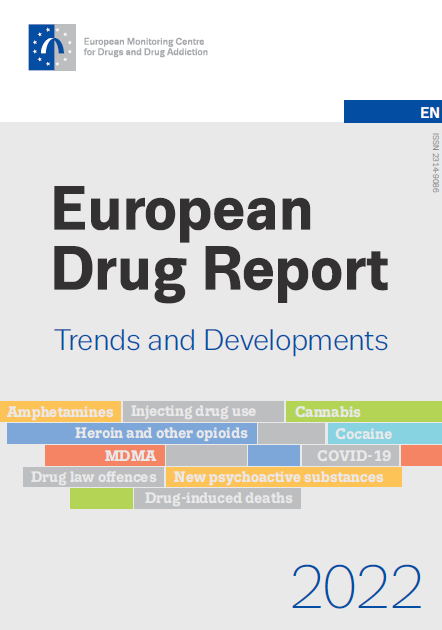 European Monitoring Centre
for Drugs and Drug Addiction
EN
ISSN 2314-9086
European
Drug Report
Trends and Developments
Amphetamines
Injecting drug use
Cannabis
Heroin and other opioids
Cocaine
MDMA
COVID-19
Drug law offences
New psychoactive substances
Drug-induced deaths
2022